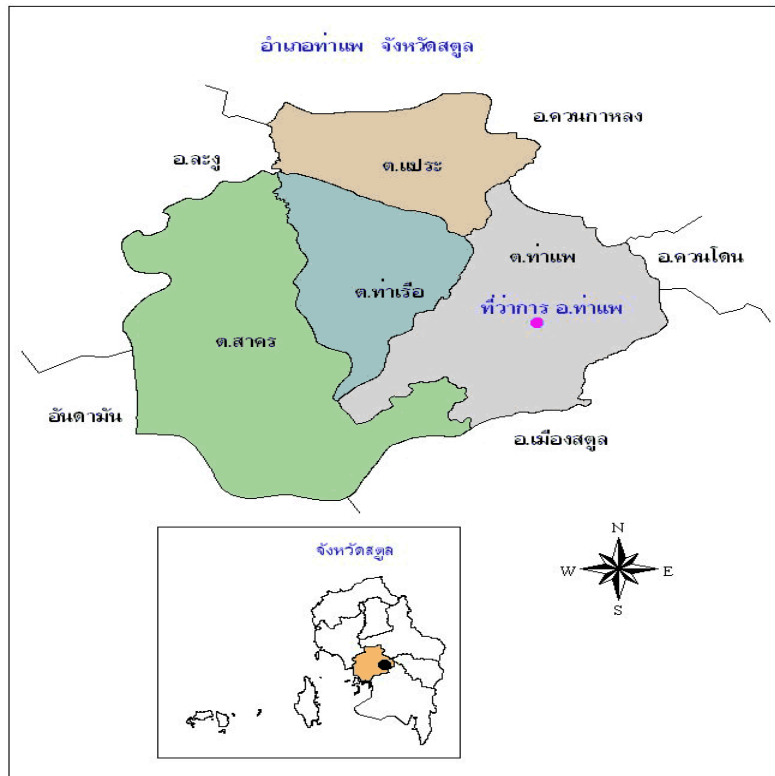 อำเภอท่าแพ จังหวัดสตูล
อ.ควนกาหลง
อ.ละงู
ต.แประ
ต.ท่าแพ
อ.ควนโดน
ต.ท่าเรือ
ที่ว่าการ อ.ท่าแพ
ต.สาคร
อันดามัน
อ.เมืองสตูล
จังหวัดสตูล
N
W E
S